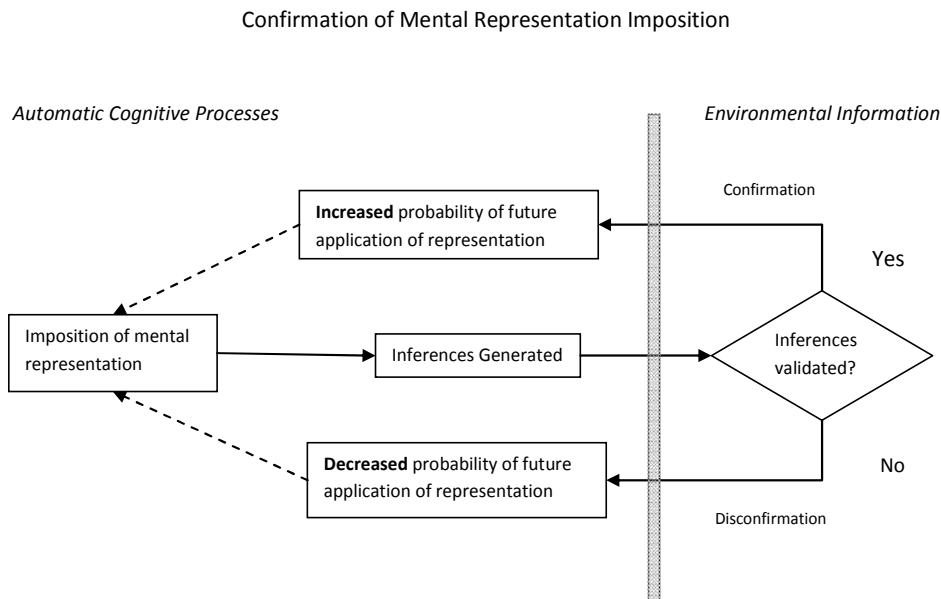 Confirmation of Mental Representation Imposition
Automatic Cognitive Processes
Environmental Information
Confirmation
Increased probability of future
application of representation
Yes
Imposition of mental
representation
Inferences Generated
Inferences
validated?
Decreased probability of future
application of representation
No
Disconfirmation